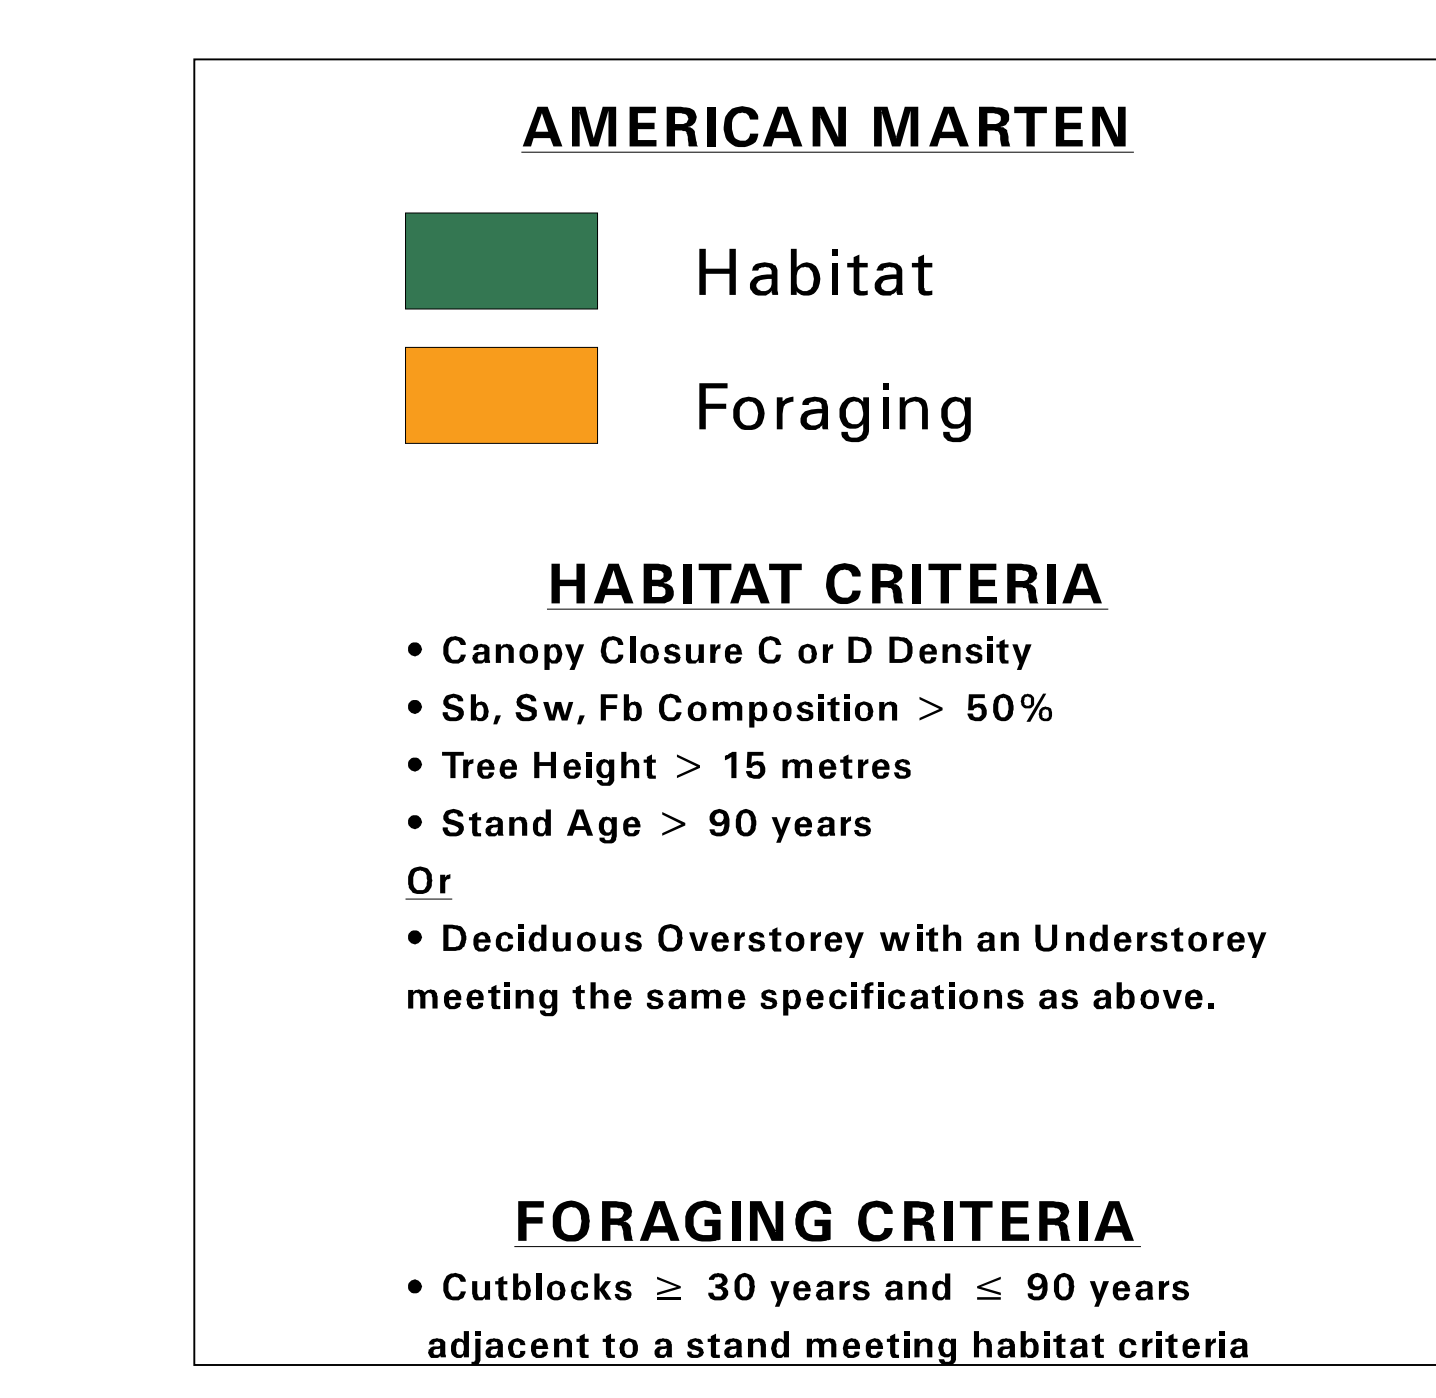 AMERICAN MARTEN
Habitat
Foraging
HABITAT CRITERIA
• Canopy Closure C or D Density
• Sb, Sw, Fb Composition > 50%
• Tree Height > 15 metres
• Stand Age > 90 years
Or
• Deciduous Overstorey with an Understorey
meeting the same specifications as above.
FORAGING CRITERIA
• Cutblocks ≥ 30 years and ≤ 90 years
adjacent to a stand meeting habitat criteria